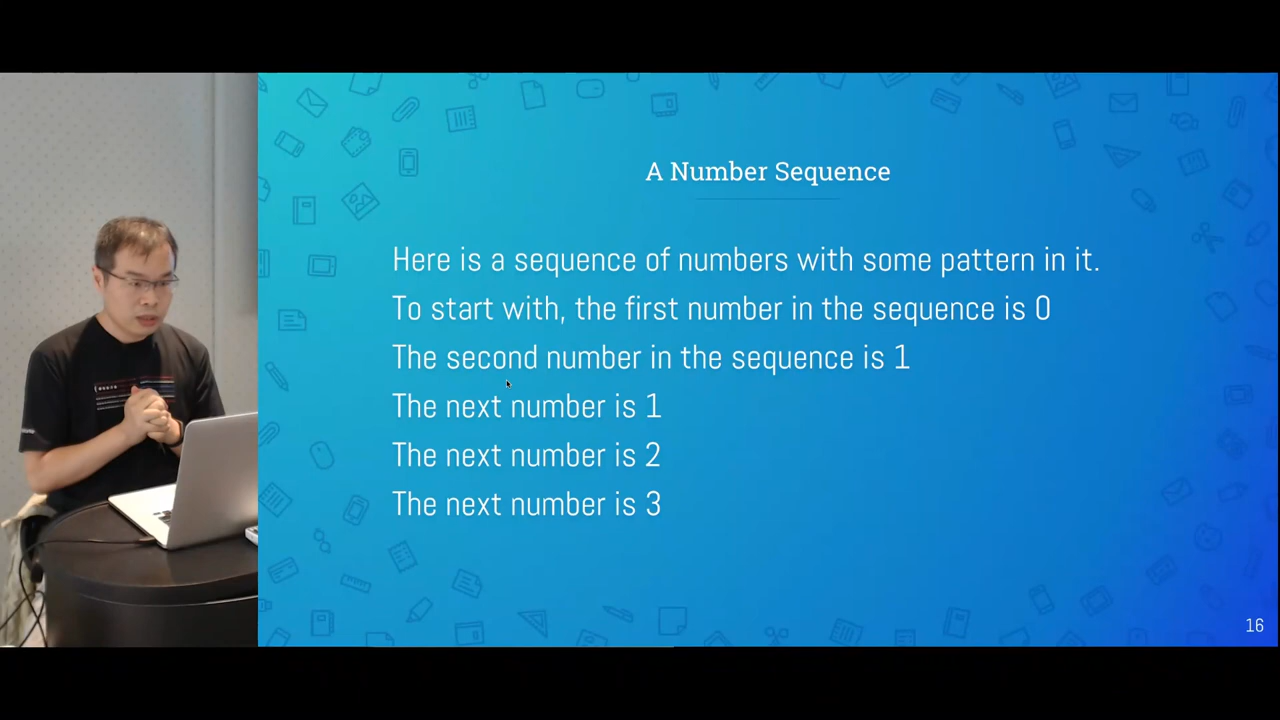 A Number Sequence
Here is a sequence of numbers with some pattern in it.
To start with, the first number in the sequence is 0
The second number in the sequence is 1
The next number is 1
The next number is 2
The next number is 3
16